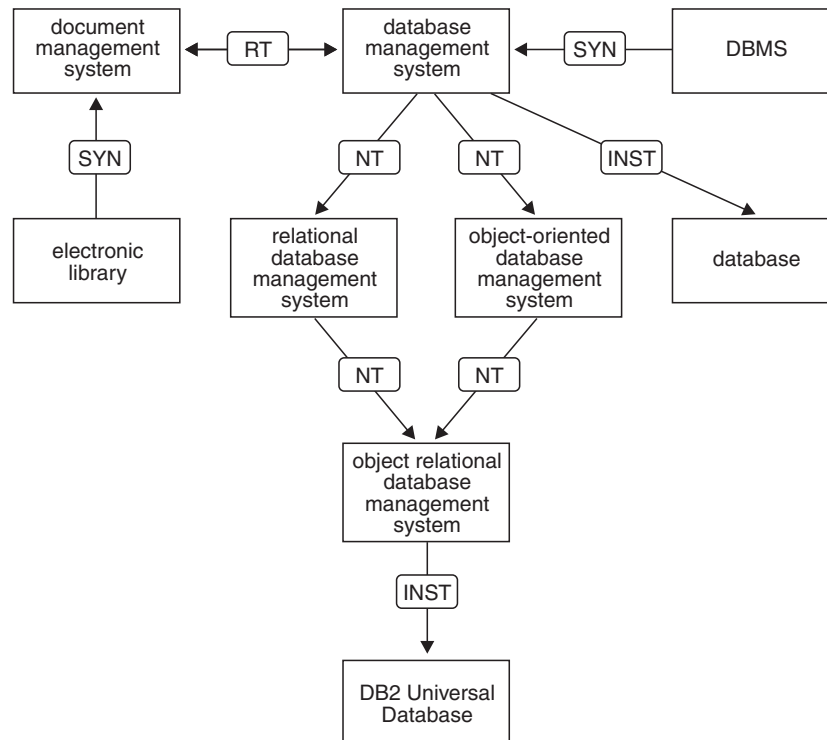 document
management
system
RT
database
management
system
SYN
DBMS
SYN
NT
NT
INST
electronic
library
relational
database
management
system
object-oriented
database
management
system
database
NT
NT
object relational
database
management
system
INST
DB2 Universal
Database